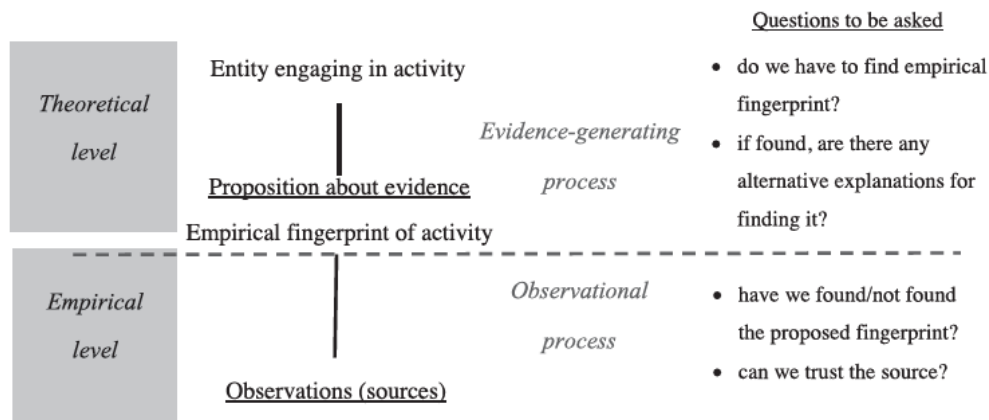 Questions to be asked
Theoretical
level
Entity engaging in activity
Proposition about evidence
Empirical fingerprint of activity
Evidence-generating
process
• do we have to find empirical
fingerprint?
• if found, are there any
alternative explanations for
finding it?
Empirical
level
Observations (sources)
Observational
process
• have we found/not found
the proposed fingerprint?
• can we trust the source?